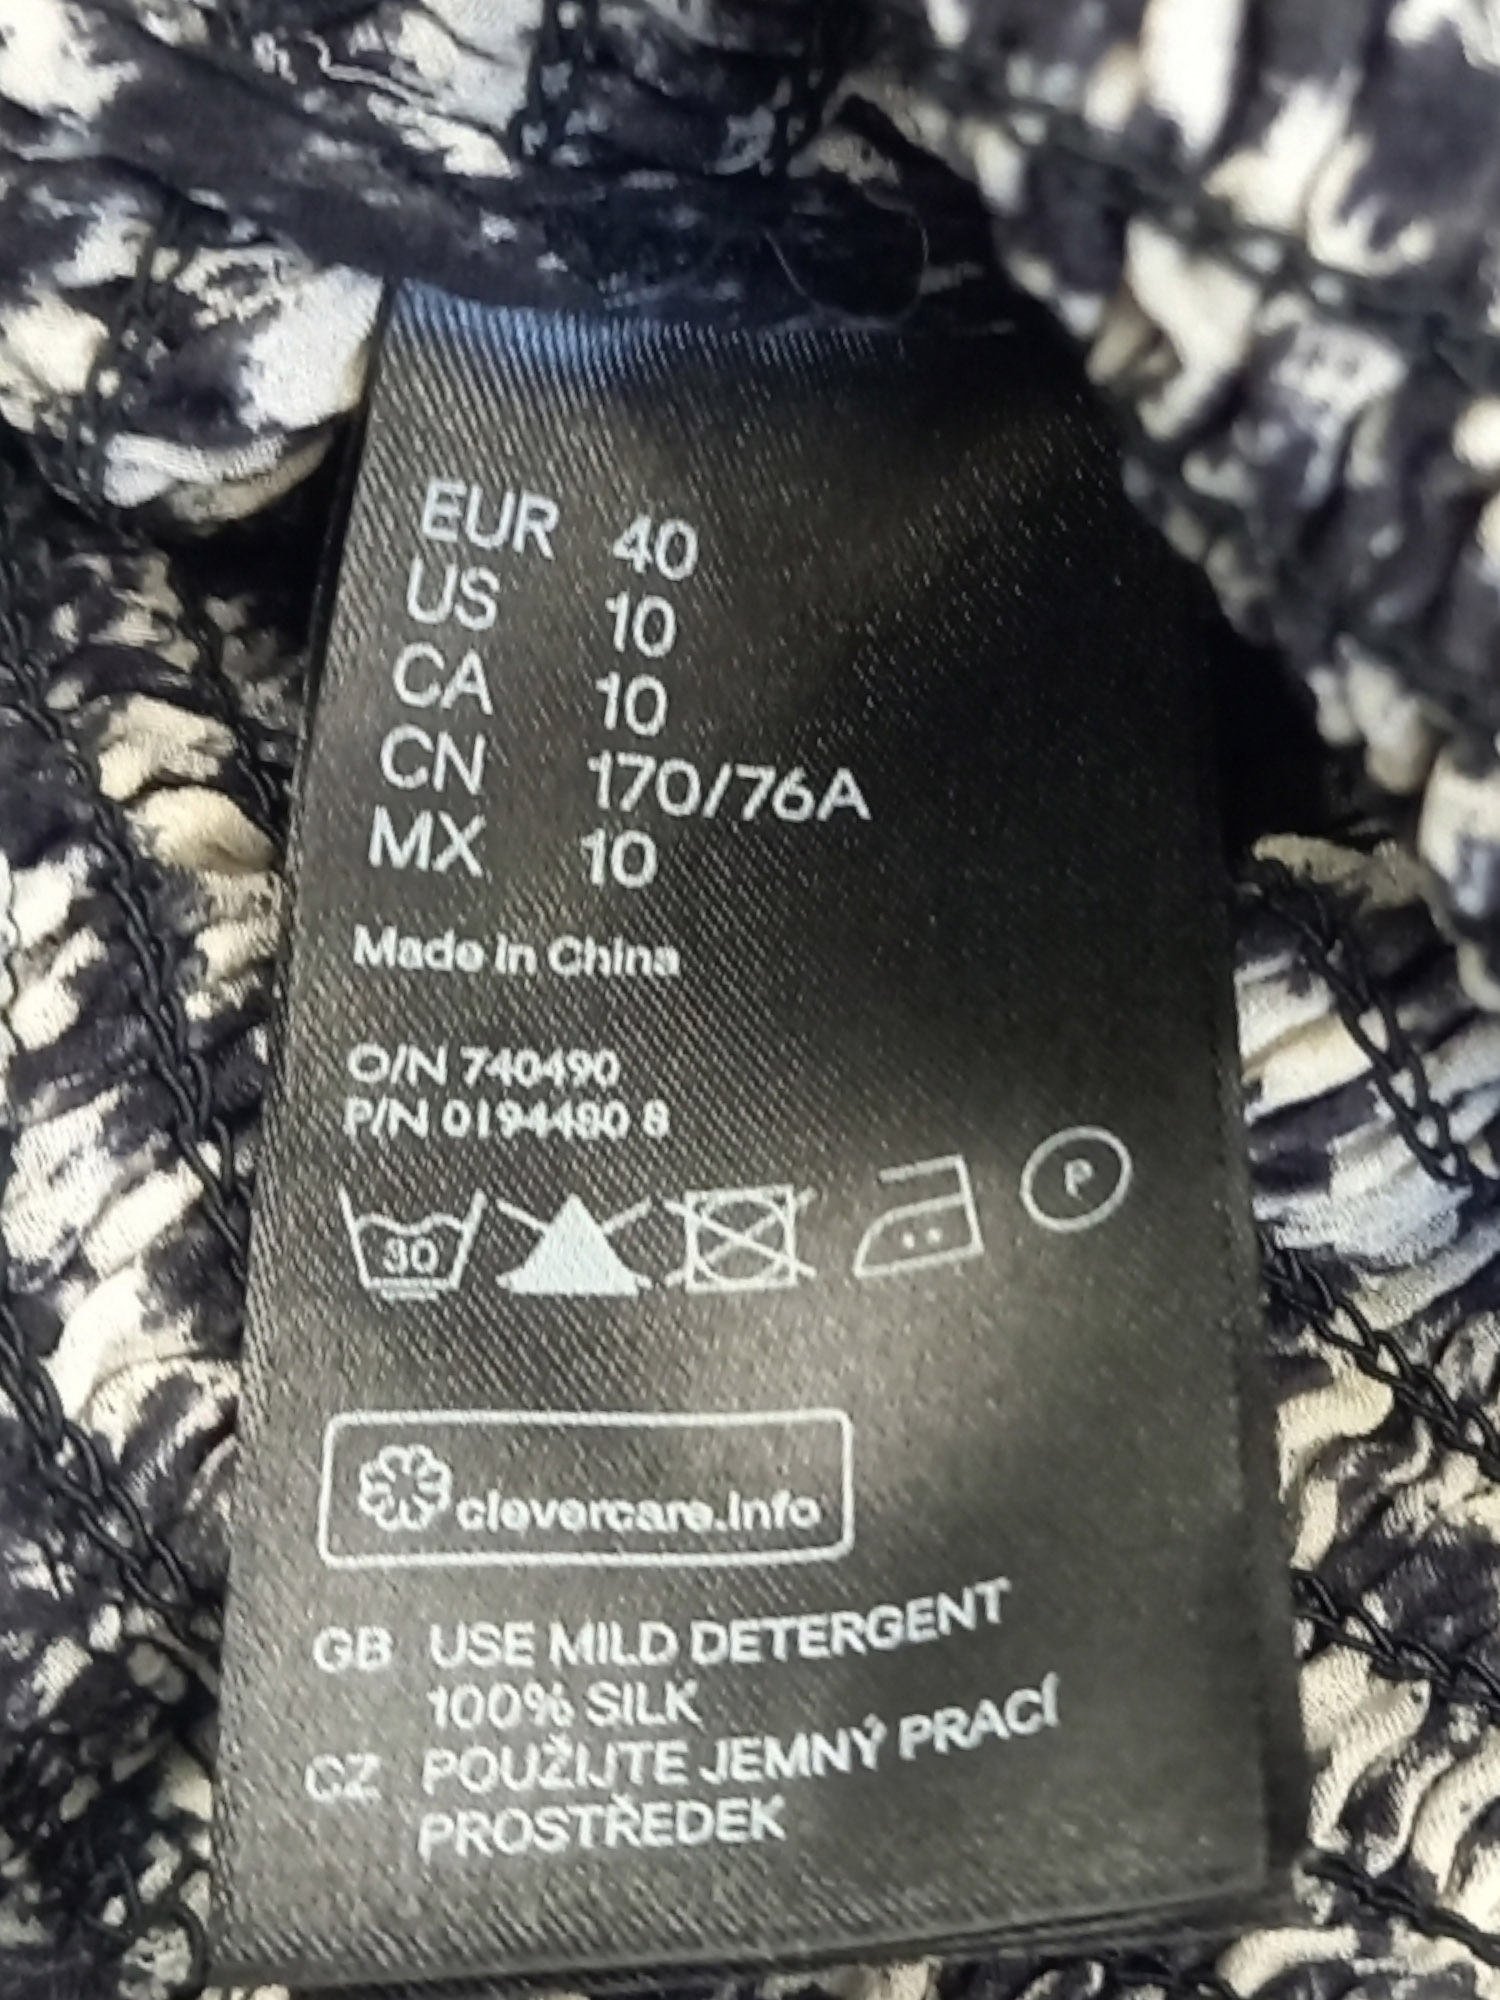 EUR 40
US 10
CA 10
CN 170/76A
MX 10
Made in China
O/N 740490
P/N 0194480 8
30
P
clevercare.info
GB USE MILD DETERGENT
100% SILK
CZ POUŽIJTE JEMNÝ PRACÍ
PROSTŘEDEK